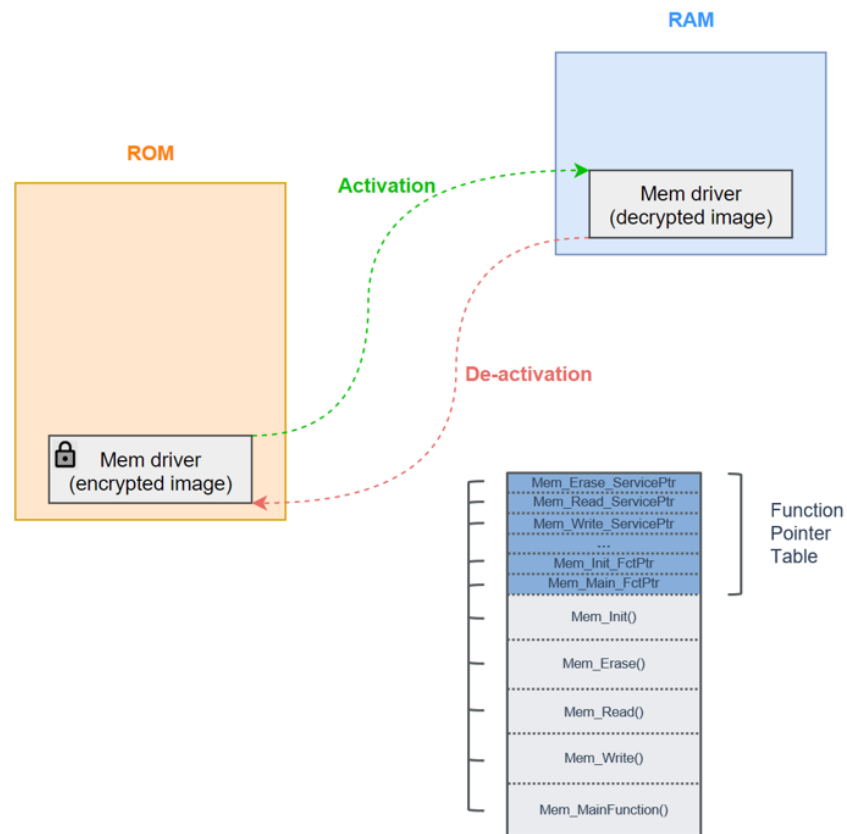 RAM
ROM
Activation
Mem driver
(decrypted image)
De-activation
Mem driver
(encrypted image)
Mem_Erase_ServicePtr
Mem_Read_ServicePtr
Mem_Write_ServicePtr
...
Mem_Init_FctPtr
Mem_Main_FctPtr
Function
Pointer
Table
Mem_Init()
Mem_Erase()
Mem_Read()
Mem_Write()
Mem_MainFunction()